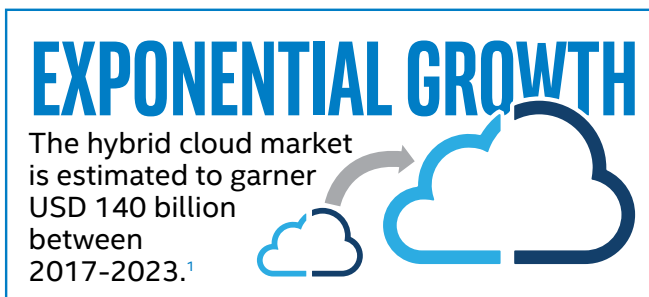 EXPONENTIAL GROWTH
The hybrid cloud market
is estimated to garner
USD 140 billion
between
2017-2023.¹